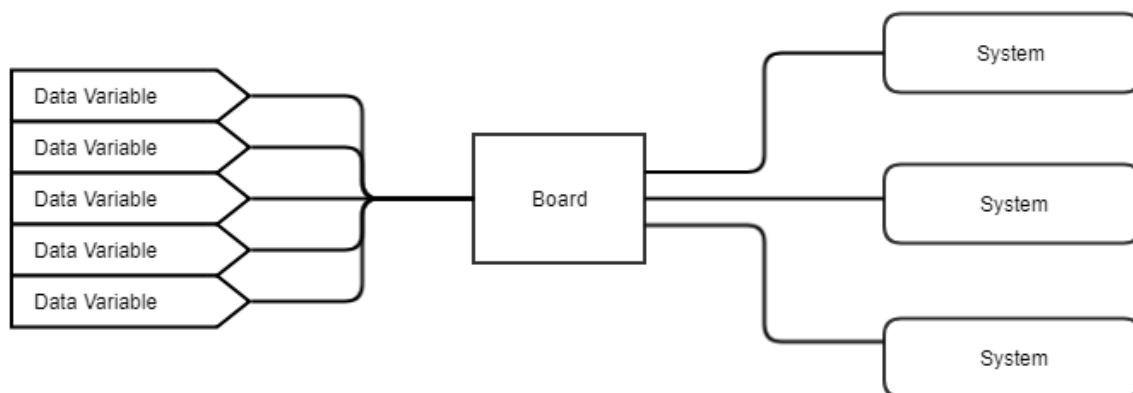 Data Variable
Data Variable
Data Variable
Data Variable
Data Variable
Board
System
System
System